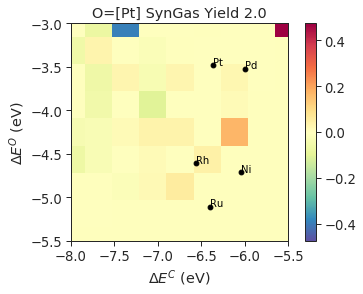 O=[Pt] SynGas Yield 2.0
−3.0
−3.5
−4.0
−4.5
−5.0
−5.5
ΔE^O (eV)
Pt
Pd
Rh
Ni
Ru
−8.0 −7.5 −7.0 −6.5 −6.0 −5.5
ΔE^C (eV)
0.4
0.2
0.0
−0.2
−0.4